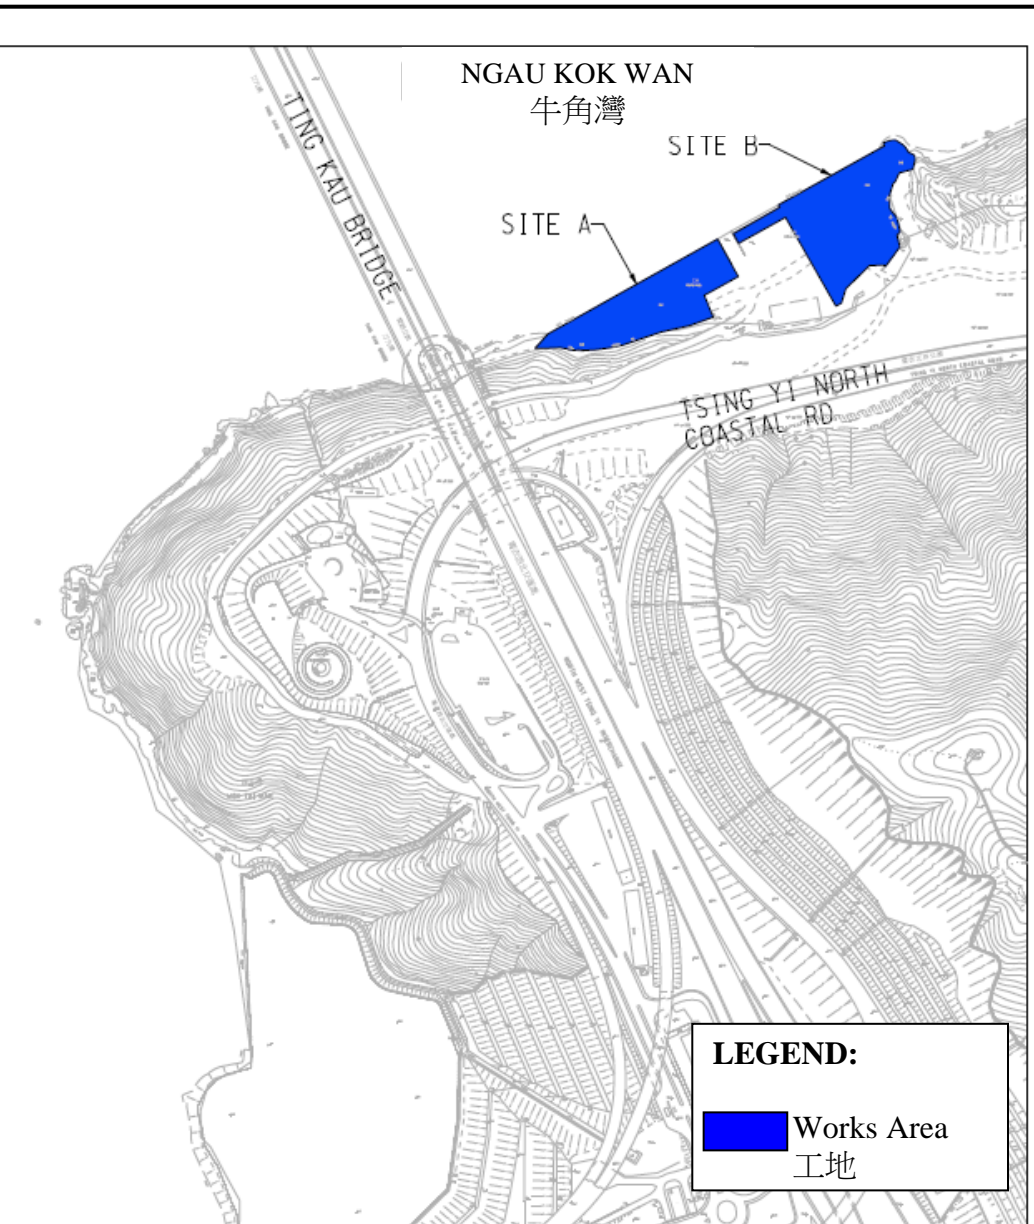 NGAU KOK WAN
牛角灣
SITE B
SITE A
TING KAU BRIDGE
TSING YI NORTH
COASTAL RD
LEGEND:
Works Area
工地